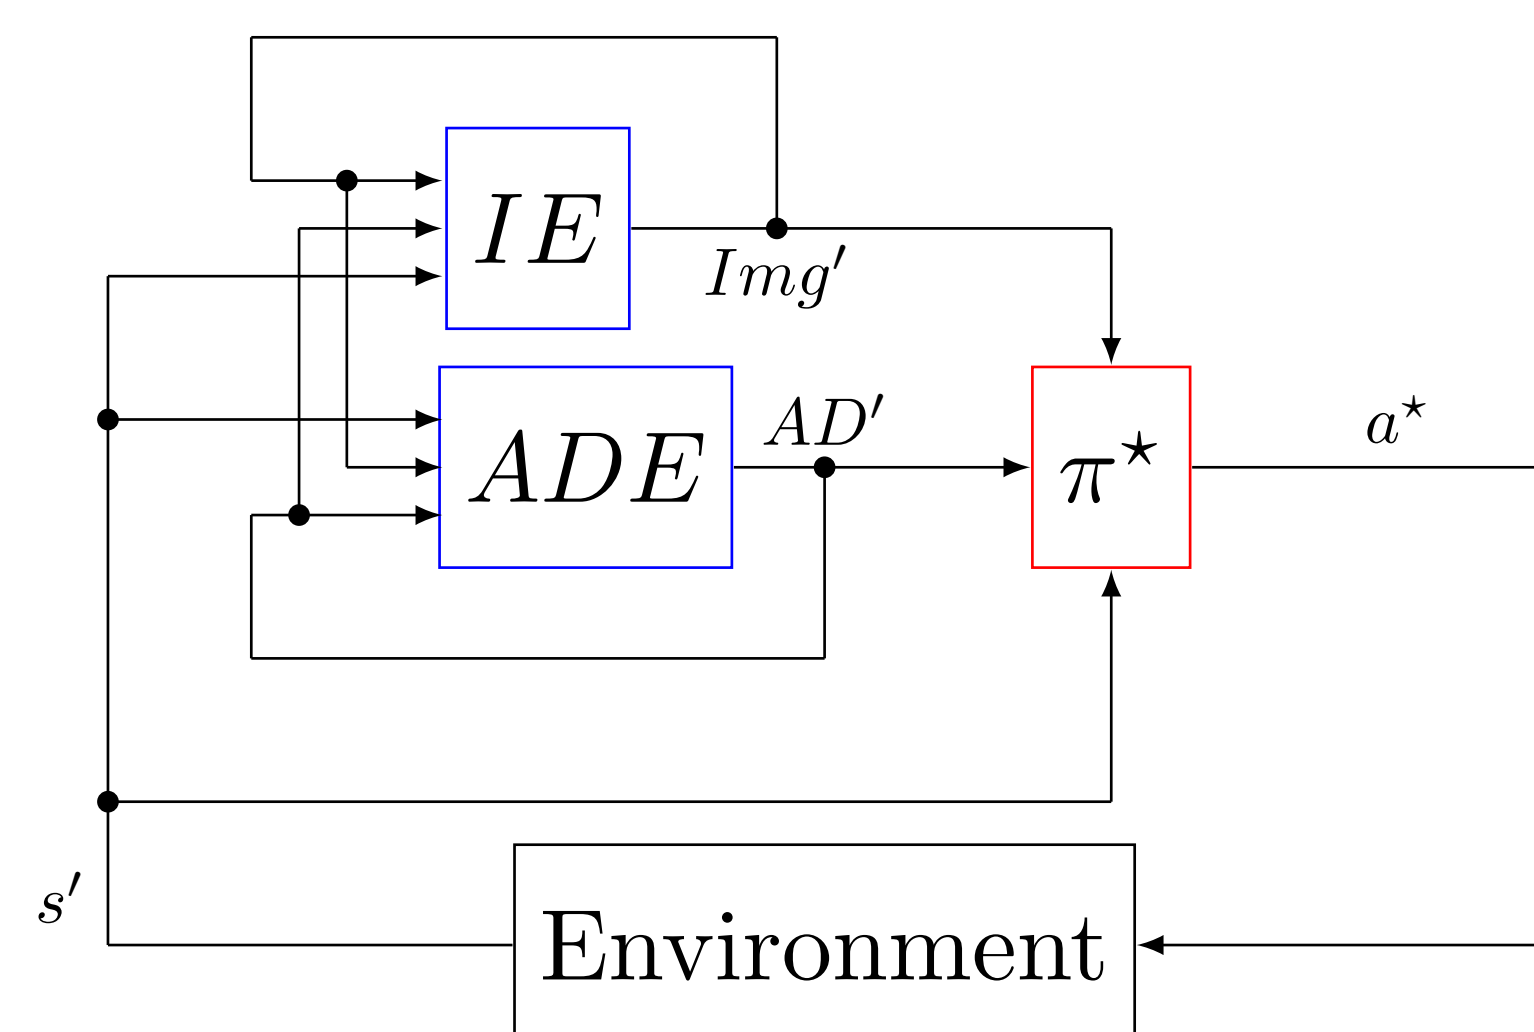 IE
Img′
AD′
ADE
π⋆
a⋆
s′
Environment